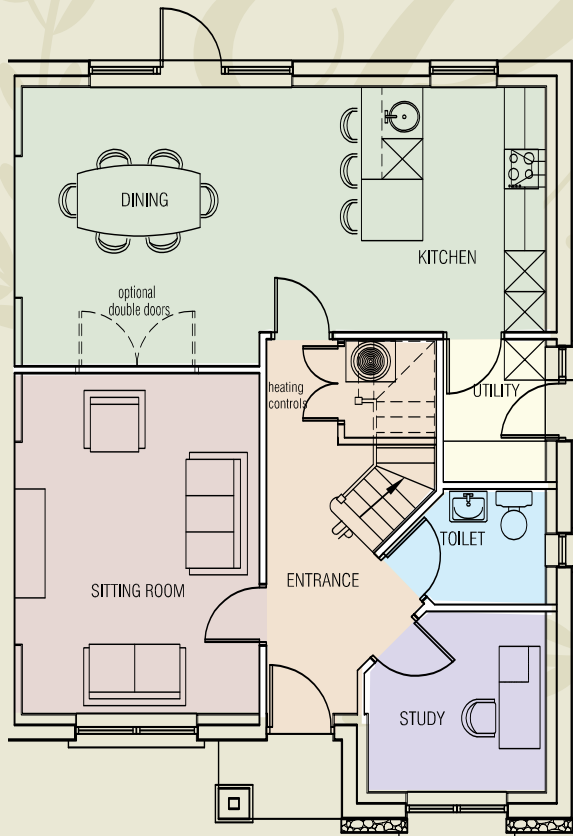 DINING
KITCHEN
optional
double doors
heating
controls
UTILITY
TOILET
SITTING ROOM
ENTRANCE
STUDY